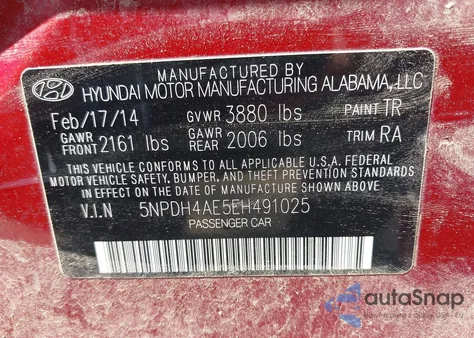 MANUFACTURED BY
HYUNDAI MOTOR MANUFACTURING ALABAMA, LLC
Feb/17/14 GVWR 3880 lbs PAINT TR
GAWR FRONT 2161 lbs GAWR REAR 2006 lbs TRIM RA
THIS VEHICLE CONFORMS TO ALL APPLICABLE U.S.A. FEDERAL
MOTOR VEHICLE SAFETY, BUMPER, AND THEFT PREVENTION STANDARDS
IN EFFECT ON THE DATE OF MANUFACTURE SHOWN ABOVE.
V.I.N 5NPDH4AE5EH491025
PASSENGER CAR
autoSnap